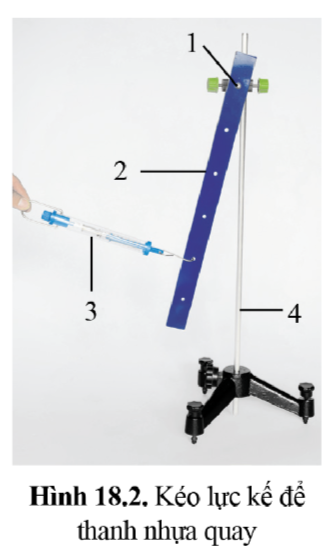 1
2
3
4
Hình 18.2. Kéo lực kế để
thanh nhựa quay